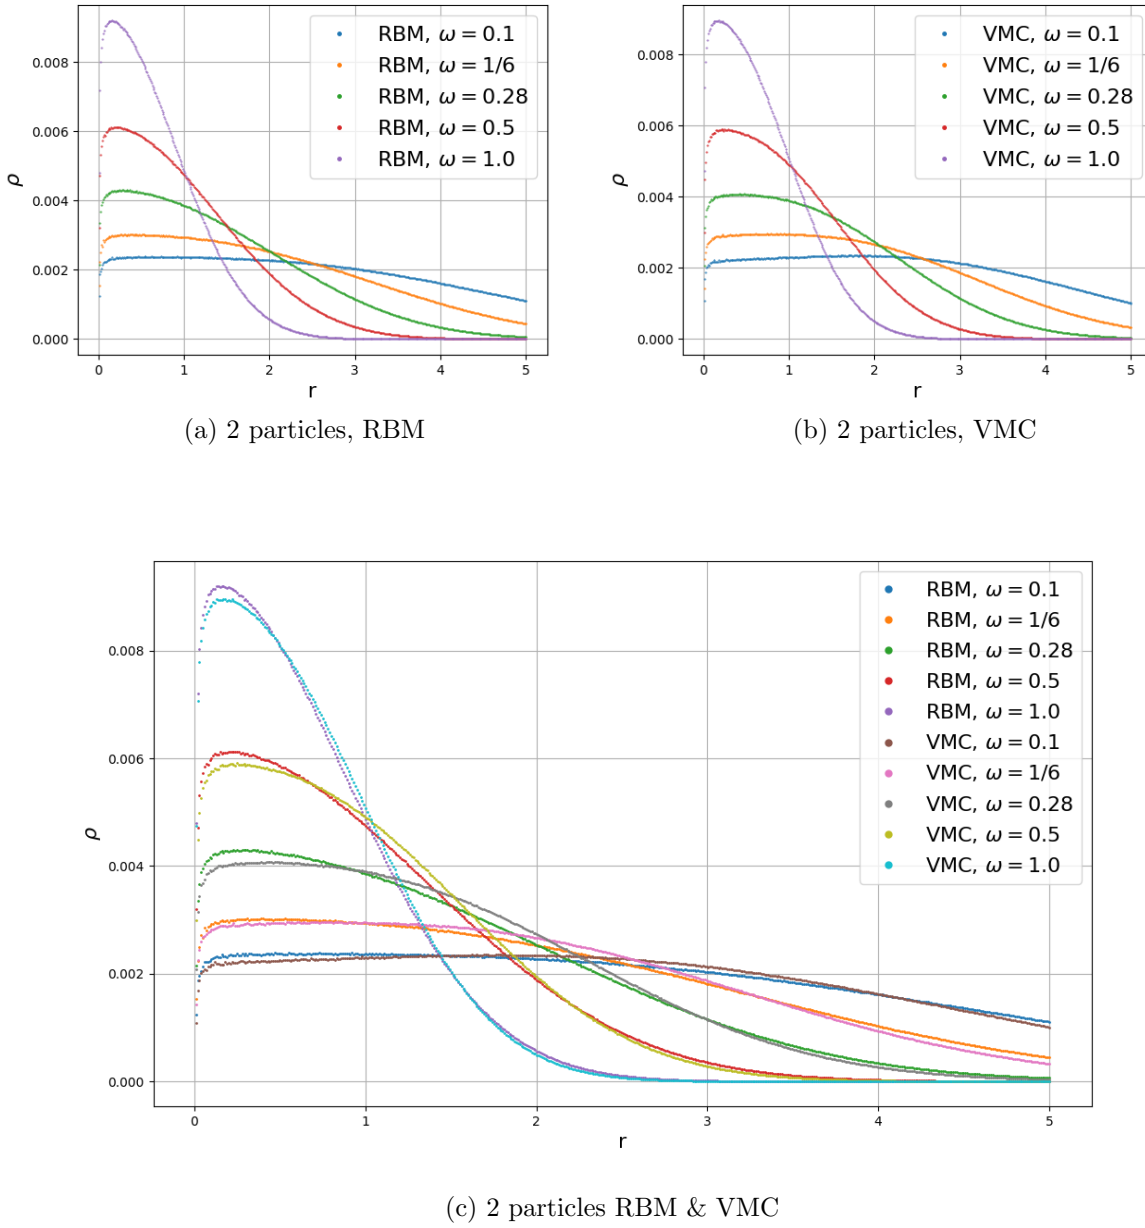 0.008
0.006
0.004
0.002
0.000
ρ
0 1 2 3 4 5
r
RBM, ω = 0.1
RBM, ω = 1/6
RBM, ω = 0.28
RBM, ω = 0.5
RBM, ω = 1.0
(a) 2 particles, RBM
0.008
0.006
0.004
0.002
0.000
ρ
0 1 2 3 4 5
r
VMC, ω = 0.1
VMC, ω = 1/6
VMC, ω = 0.28
VMC, ω = 0.5
VMC, ω = 1.0
(b) 2 particles, VMC
0.008
0.006
0.004
0.002
0.000
ρ
0 1 2 3 4 5
r
RBM, ω = 0.1
RBM, ω = 1/6
RBM, ω = 0.28
RBM, ω = 0.5
RBM, ω = 1.0
VMC, ω = 0.1
VMC, ω = 1/6
VMC, ω = 0.28
VMC, ω = 0.5
VMC, ω = 1.0
(c) 2 particles RBM & VMC